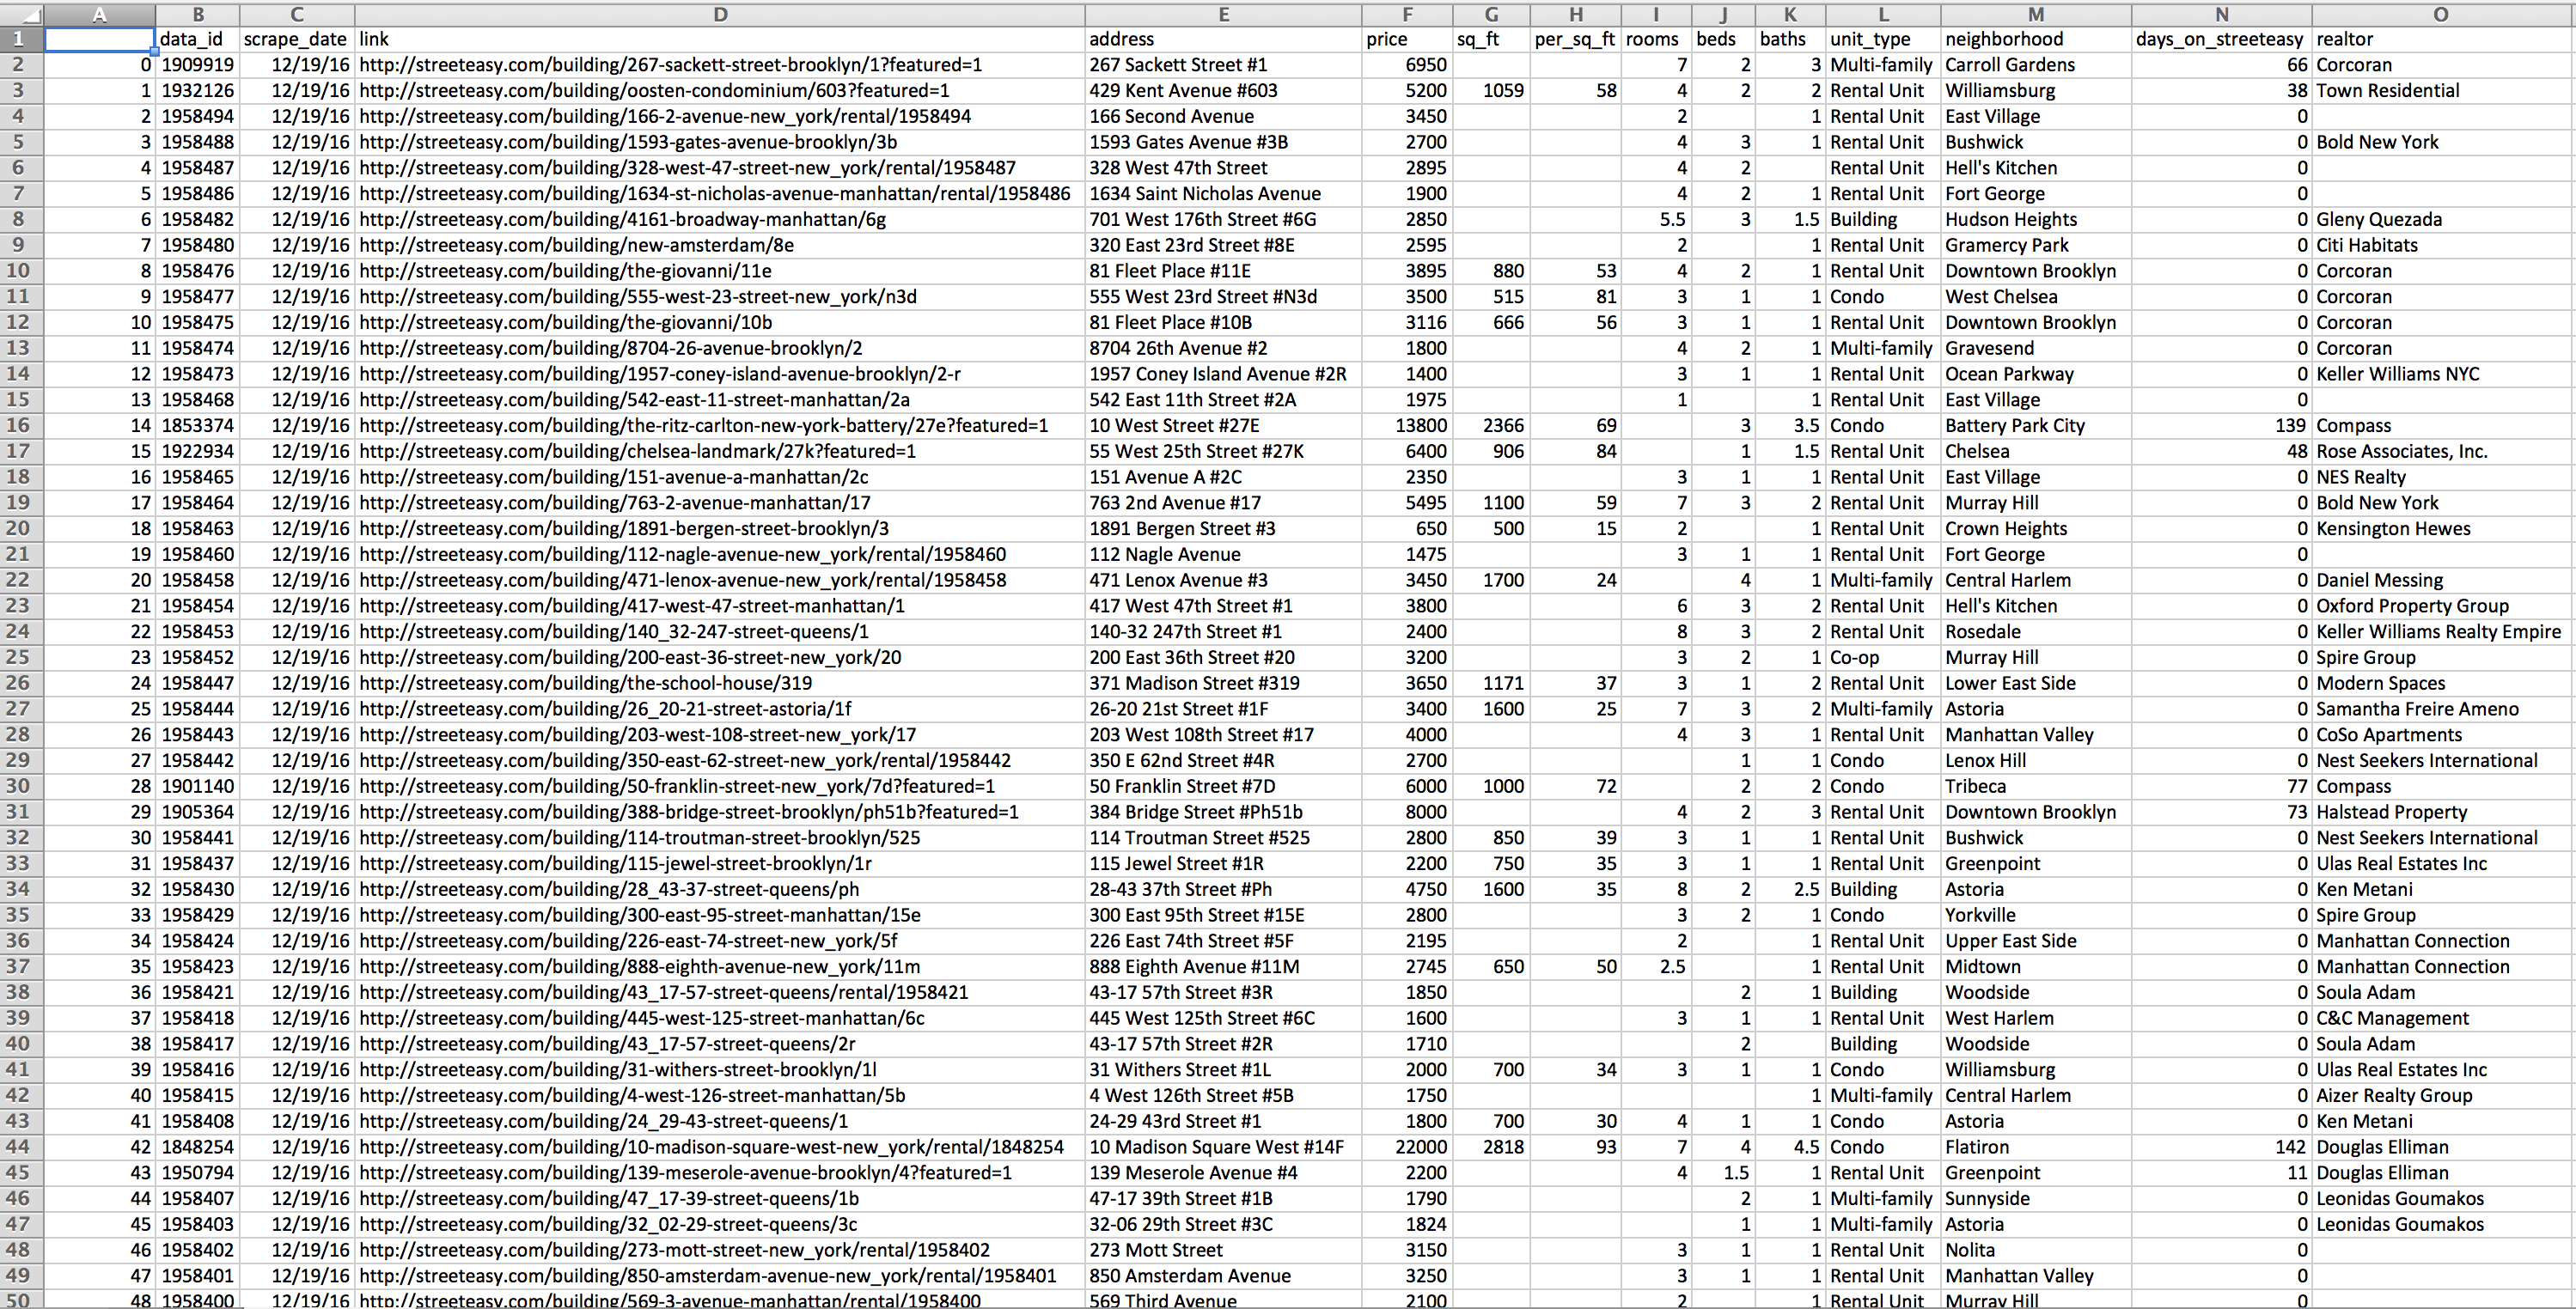 A B C D E F G H I J K L M N O
1 data_id scrape_date link address price sq_ft per_sq_ft rooms beds baths unit_type neighborhood days_on_streeteasy realtor
2 0 1909919 12/19/16 http://streeteasy.com/building/267-sackett-street-brooklyn/1?featured=1 267 Sackett Street #1 6950 7 2 3 Multi-family Carroll Gardens 66 Corcoran
3 1 1932126 12/19/16 http://streeteasy.com/building/oosten-condominium/603?featured=1 429 Kent Avenue #603 5200 1059 58 4 2 2 Rental Unit Williamsburg 38 Town Residential
4 2 1958494 12/19/16 http://streeteasy.com/building/166-2-avenue-new_york/rental/1958494 166 Second Avenue 3450 2 1 Rental Unit East Village 0
5 3 1958488 12/19/16 http://streeteasy.com/building/1593-gates-avenue-brooklyn/3b 1593 Gates Avenue #3B 2700 4 3 1 Rental Unit Bushwick 0 Bold New York
6 4 1958487 12/19/16 http://streeteasy.com/building/328-west-47-street-new_york/rental/1958487 328 West 47th Street 2895 4 2 Rental Unit Hell's Kitchen 0
7 5 1958486 12/19/16 http://streeteasy.com/building/1634-st-nicholas-avenue-manhattan/rental/1958486 1634 Saint Nicholas Avenue 1900 4 2 1 Rental Unit Fort George 0
8 6 1958482 12/19/16 http://streeteasy.com/building/4161-broadway-manhattan/6g 701 West 176th Street #6G 2850 5.5 3 1.5 Building Hudson Heights 0 Gleny Quezada
9 7 1958480 12/19/16 http://streeteasy.com/building/new-amsterdam/8e 320 East 23rd Street #8E 2595 2 1 Rental Unit Gramercy Park 0 Citi Habitats
10 8 1958476 12/19/16 http://streeteasy.com/building/the-giovanni/11e 81 Fleet Place #11E 3895 880 53 4 2 1 Rental Unit Downtown Brooklyn 0 Corcoran
11 9 1958477 12/19/16 http://streeteasy.com/building/555-west-23-street-new_york/n3d 555 West 23rd Street #N3d 3500 515 81 3 1 1 Condo West Chelsea 0 Corcoran
12 10 1958475 12/19/16 http://streeteasy.com/building/the-giovanni/10b 81 Fleet Place #10B 3116 666 56 3 1 1 Rental Unit Downtown Brooklyn 0 Corcoran
13 11 1958474 12/19/16 http://streeteasy.com/building/8704-26-avenue-brooklyn/2 8704 26th Avenue #2 1800 4 2 1 Multi-family Gravesend 0 Corcoran
14 12 1958473 12/19/16 http://streeteasy.com/building/1957-coney-island-avenue-brooklyn/2-r 1957 Coney Island Avenue #2R 1400 3 1 1 Rental Unit Ocean Parkway 0 Keller Williams NYC
15 13 1958468 12/19/16 http://streeteasy.com/building/542-east-11-street-manhattan/2a 542 East 11th Street #2A 1975 1 1 Rental Unit East Village 0
16 14 1853374 12/19/16 http://streeteasy.com/building/the-ritz-carlton-new-york-battery/27e?featured=1 10 West Street #27E 13800 2366 69 3 3.5 Condo Battery Park City 139 Compass
17 15 1922934 12/19/16 http://streeteasy.com/building/chelsea-landmark/27k?featured=1 55 West 25th Street #27K 6400 906 84 1 1.5 Rental Unit Chelsea 48 Rose Associates, Inc.
18 16 1958465 12/19/16 http://streeteasy.com/building/151-avenue-a-manhattan/2c 151 Avenue A #2C 2350 3 1 1 Rental Unit East Village 0 NES Realty
19 17 1958464 12/19/16 http://streeteasy.com/building/763-2-avenue-manhattan/17 763 2nd Avenue #17 5495 1100 59 7 3 2 Rental Unit Murray Hill 0 Bold New York
20 18 1958463 12/19/16 http://streeteasy.com/building/1891-bergen-street-brooklyn/3 1891 Bergen Street #3 650 500 15 2 1 Rental Unit Crown Heights 0 Kensington Hewes
21 19 1958460 12/19/16 http://streeteasy.com/building/112-nagle-avenue-new_york/rental/1958460 112 Nagle Avenue 1475 3 1 1 Rental Unit Fort George 0
22 20 1958458 12/19/16 http://streeteasy.com/building/471-lenox-avenue-new_york/rental/1958458 471 Lenox Avenue #3 3450 1700 24 4 1 Multi-family Central Harlem 0 Daniel Messing
23 21 1958454 12/19/16 http://streeteasy.com/building/417-west-47-street-manhattan/1 417 West 47th Street #1 3800 6 3 2 Rental Unit Hell's Kitchen 0 Oxford Property Group
24 22 1958453 12/19/16 http://streeteasy.com/building/140_32-247-street-queens/1 140-32 247th Street #1 2400 8 3 2 Rental Unit Rosedale 0 Keller Williams Realty Empire
25 23 1958452 12/19/16 http://streeteasy.com/building/200-east-36-street-new_york/20 200 East 36th Street #20 3200 3 2 1 Co-op Murray Hill 0 Spire Group
26 24 1958447 12/19/16 http://streeteasy.com/building/the-school-house/319 371 Madison Street #319 3650 1171 37 3 1 2 Rental Unit Lower East Side 0 Modern Spaces
27 25 1958444 12/19/16 http://streeteasy.com/building/26_20-21-street-astoria/1f 26-20 21st Street #1F 3400 1600 25 7 3 2 Multi-family Astoria 0 Samantha Freire Ameno
28 26 1958443 12/19/16 http://streeteasy.com/building/203-west-108-street-new_york/17 203 West 108th Street #17 4000 4 3 1 Rental Unit Manhattan Valley 0 CoSo Apartments
29 27 1958442 12/19/16 http://streeteasy.com/building/350-east-62-street-new_york/rental/1958442 350 E 62nd Street #4R 2700 1 1 Condo Lenox Hill 0 Nest Seekers International
30 28 1901140 12/19/16 http://streeteasy.com/building/50-franklin-street-new_york/7d?featured=1 50 Franklin Street #7D 6000 1000 72 2 2 Condo Tribeca 77 Compass
31 29 1905364 12/19/16 http://streeteasy.com/building/388-bridge-street-brooklyn/ph51b?featured=1 384 Bridge Street #Ph51b 8000 4 2 3 Rental Unit Downtown Brooklyn 73 Halstead Property
32 30 1958441 12/19/16 http://streeteasy.com/building/114-troutman-street-brooklyn/525 114 Troutman Street #525 2800 850 39 3 1 1 Rental Unit Bushwick 0 Nest Seekers International
33 31 1958437 12/19/16 http://streeteasy.com/building/115-jewel-street-brooklyn/1r 115 Jewel Street #1R 2200 750 35 3 1 1 Rental Unit Greenpoint 0 Ulas Real Estates Inc
34 32 1958430 12/19/16 http://streeteasy.com/building/28_43-37-street-queens/ph 28-43 37th Street #Ph 4750 1600 35 8 2 2.5 Building Astoria 0 Ken Metani
35 33 1958429 12/19/16 http://streeteasy.com/building/300-east-95-street-manhattan/15e 300 East 95th Street #15E 2800 3 2 1 Condo Yorkville 0 Spire Group
36 34 1958424 12/19/16 http://streeteasy.com/building/226-east-74-street-new_york/5f 226 East 74th Street #5F 2195 2 1 Rental Unit Upper East Side 0 Manhattan Connection
37 35 1958423 12/19/16 http://streeteasy.com/building/888-eighth-avenue-new_york/11m 888 Eighth Avenue #11M 2745 650 50 2.5 1 Rental Unit Midtown 0 Manhattan Connection
38 36 1958421 12/19/16 http://streeteasy.com/building/43_17-57-street-queens/rental/1958421 43-17 57th Street #3R 1850 2 1 Building Woodside 0 Soula Adam
39 37 1958418 12/19/16 http://streeteasy.com/building/445-west-125-street-manhattan/6c 445 West 125th Street #6C 1600 3 1 1 Rental Unit West Harlem 0 C&C Management
40 38 1958417 12/19/16 http://streeteasy.com/building/43_17-57-street-queens/2r 43-17 57th Street #2R 1710 2 Building Woodside 0 Soula Adam
41 39 1958416 12/19/16 http://streeteasy.com/building/31-withers-street-brooklyn/1l 31 Withers Street #1L 2000 700 34 3 1 1 Condo Williamsburg 0 Ulas Real Estates Inc
42 40 1958415 12/19/16 http://streeteasy.com/building/4-west-126-street-manhattan/5b 4 West 126th Street #5B 1750 1 Multi-family Central Harlem 0 Aizer Realty Group
43 41 1958408 12/19/16 http://streeteasy.com/building/24_29-43-street-queens/1 24-29 43rd Street #1 1800 700 30 4 1 1 Condo Astoria 0 Ken Metani
44 42 1848254 12/19/16 http://streeteasy.com/building/10-madison-square-west-new_york/rental/1848254 10 Madison Square West #14F 22000 2818 93 7 4 4.5 Condo Flatiron 142 Douglas Elliman
45 43 1950794 12/19/16 http://streeteasy.com/building/139-meserole-avenue-brooklyn/4?featured=1 139 Meserole Avenue #4 2200 4 1.5 1 Rental Unit Greenpoint 11 Douglas Elliman
46 44 1958407 12/19/16 http://streeteasy.com/building/47_17-39-street-queens/1b 47-17 39th Street #1B 1790 2 1 Multi-family Sunnyside 0 Leonidas Goumakos
47 45 1958403 12/19/16 http://streeteasy.com/building/32_02-29-street-queens/3c 32-06 29th Street #3C 1824 1 1 Multi-family Astoria 0 Leonidas Goumakos
48 46 1958402 12/19/16 http://streeteasy.com/building/273-mott-street-new_york/rental/1958402 273 Mott Street 3150 3 1 1 Rental Unit Nolita 0
49 47 1958401 12/19/16 http://streeteasy.com/building/850-amsterdam-avenue-new_york/rental/1958401 850 Amsterdam Avenue 3250 3 1 1 Rental Unit Manhattan Valley 0
50 48 1958400 12/19/16 http://streeteasy.com/building/569-3-avenue-manhattan/rental/1958400 569 Third Avenue 2100 2 1 Rental Unit Murray Hill 0